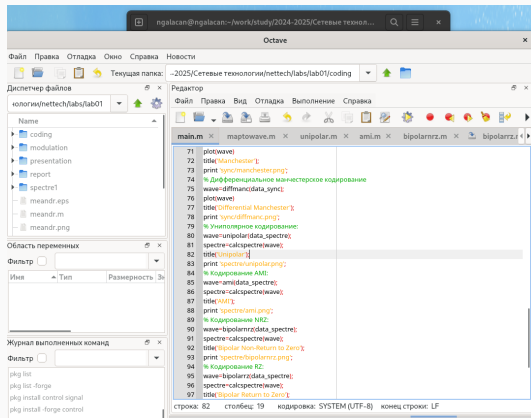 ngalacan@ngalacan:~/work/study/2024-2025/Сетевые технол...
Octave
Файл Правка Отладка Окно Справка Новости
Текущая папка: ..-2025/Сетевые технологии/nettech/labs/lab01/coding
Диспетчер файлов
юлогии/nettech/labs/lab01
Name
coding
modulation
presentation
report
spectre1
meandr.eps
meandr.m
meandr.png
Область переменных
Фильтр
Имя Тип Размерность Зн
Журнал выполненных команд
Фильтр
pkg list
pkg list -forge
pkg install control signal
pkg install -forge control
Редактор
Файл Правка Вид Отладка Выполнение Справка
main.m maptowave.m unipolar.m ami.m bipolarnrz.m bipolarrz.r
71 plot(wave)
72 title('Manchester');
73 print 'sync/manchester.png';
74 % Дифференциальное манчестерское кодирование
75 wave=diffmanc(data_sync);
76 plot(wave)
77 title('Differential Manchester');
78 print 'sync/diffmanc.png';
79 % Униполярное кодирование:
80 wave=unipolar(data_spectre);
81 spectre=calcspectre(wave);
82 title('Unipolar');
83 print 'spectre/unipolar.png';
84 % Кодирование AMI:
85 wave=ami(data_spectre);
86 spectre=calcspectre(wave);
87 title('AMI');
88 print 'spectre/ami.png';
89 % Кодирование NRZ:
90 wave=bipolarnrz(data_spectre);
91 spectre=calcspectre(wave);
92 title('Bipolar Non-Return to Zero');
93 print 'spectre/bipolarnrz.png';
94 % Кодирование RZ:
95 wave=bipolarrz(data_spectre);
96 spectre=calcspectre(wave);
97 title('Bipolar Return to Zero');
строка: 82 столбец: 19 кодировка: SYSTEM (UTF-8) конец строки: LF